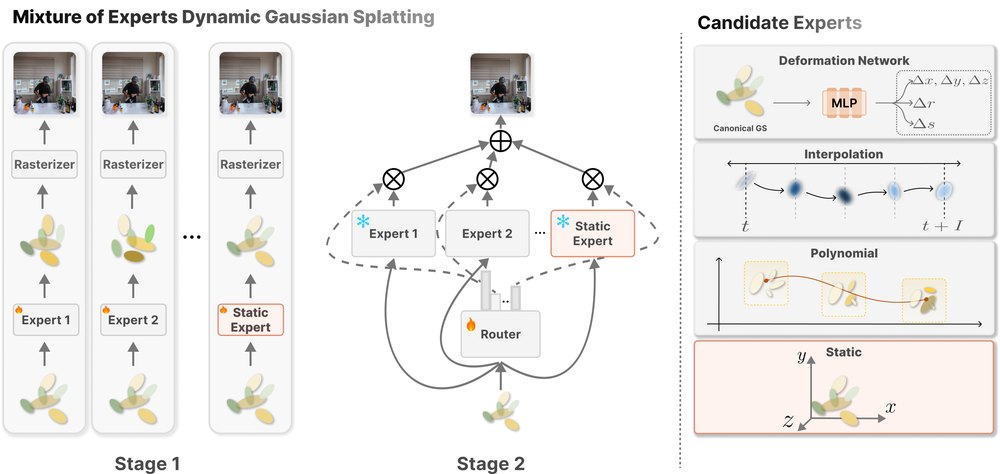 Mixture of Experts Dynamic Gaussian Splatting
Rasterizer
Rasterizer
Rasterizer
...
Expert 1
Expert 2
Static
Expert
Stage 1
Expert 1
Expert 2
...
Static
Expert
..
Router
Stage 2
Candidate Experts
Deformation Network
Canonical GS
MLP
Δx, Δy, Δz
Δr
Δs
Interpolation
t
t + I
Polynomial
Static
y
x
z